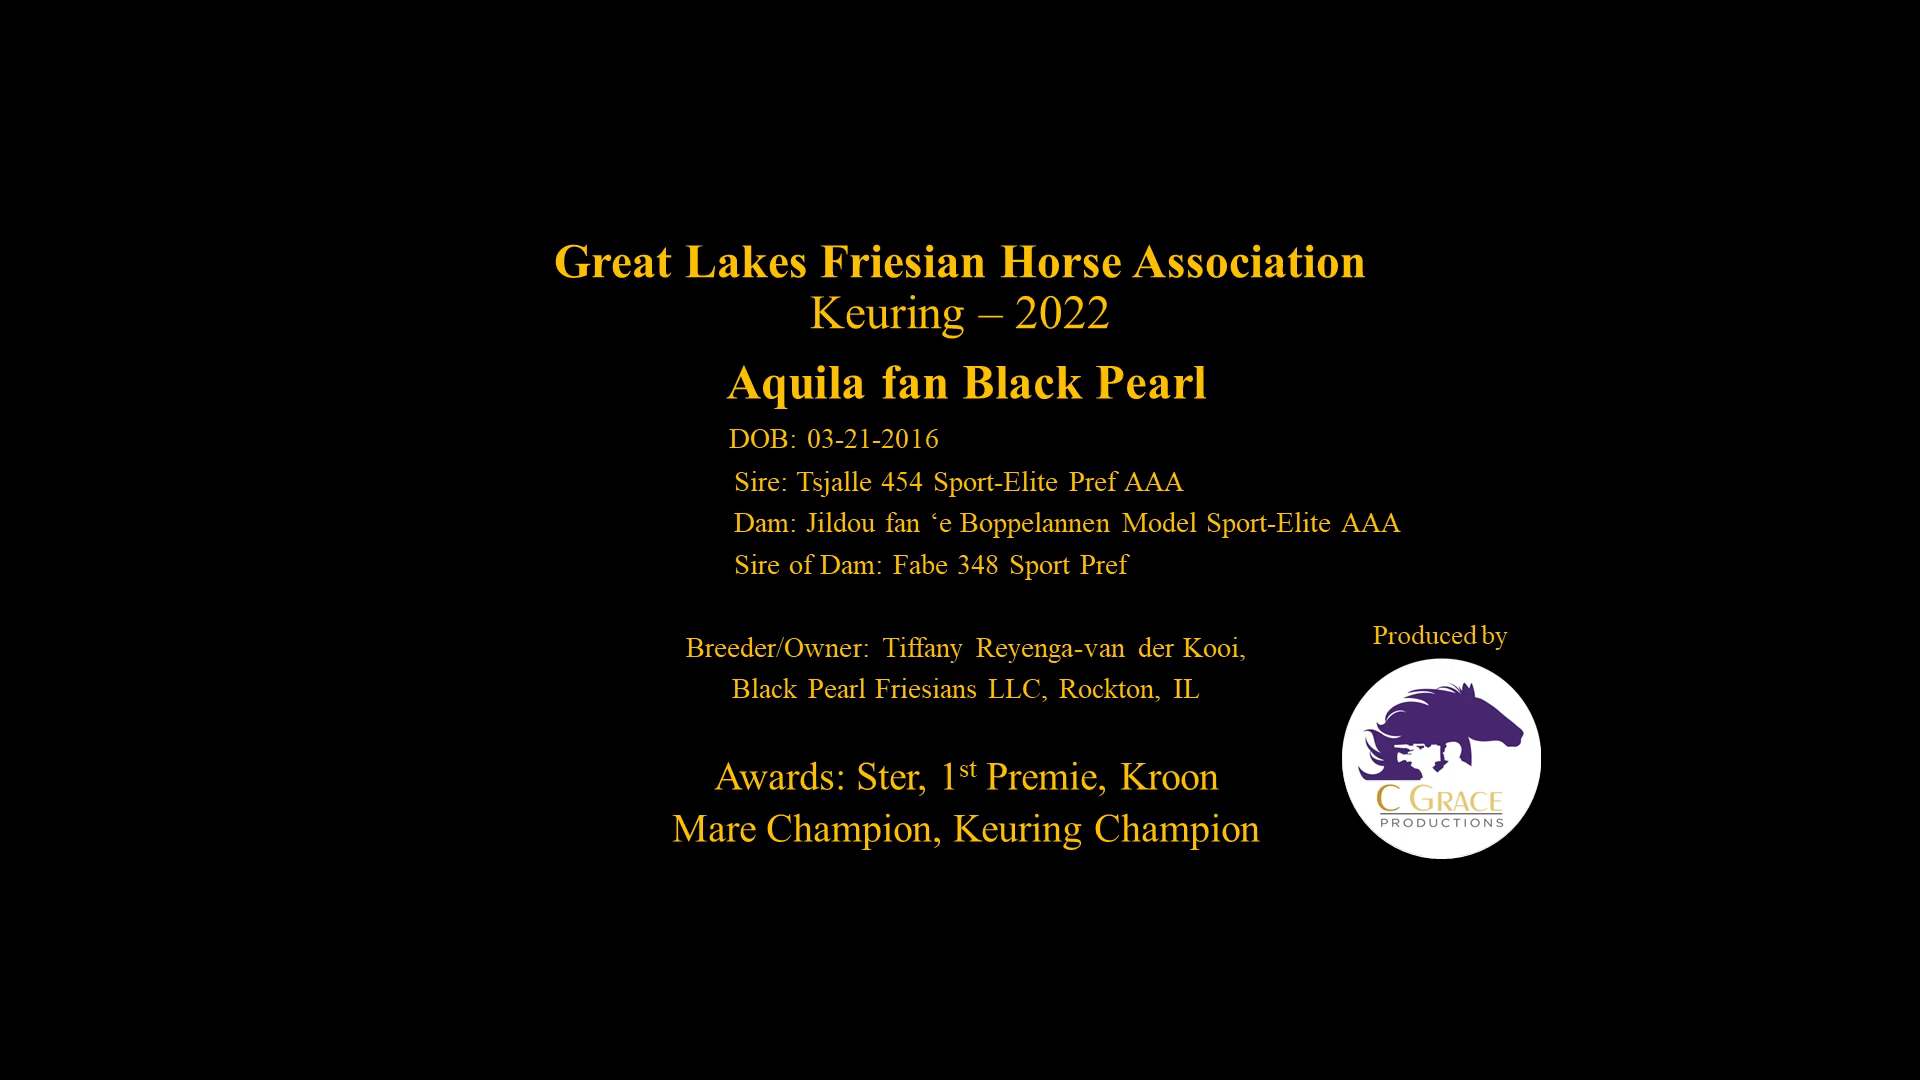 Great Lakes Friesian Horse Association
Keuring – 2022
Aquila fan Black Pearl
DOB: 03-21-2016
Sire: Tsjalle 454 Sport-Elite Pref AAA
Dam: Jildou fan ‘e Boppelannen Model Sport-Elite AAA
Sire of Dam: Fabe 348 Sport Pref
Breeder/Owner: Tiffany Reyenga-van der Kooi,
Black Pearl Friesians LLC, Rockton, IL
Awards: Ster, 1st Premie, Kroon
Mare Champion, Keuring Champion
Produced by
C GRACE
PRODUCTIONS